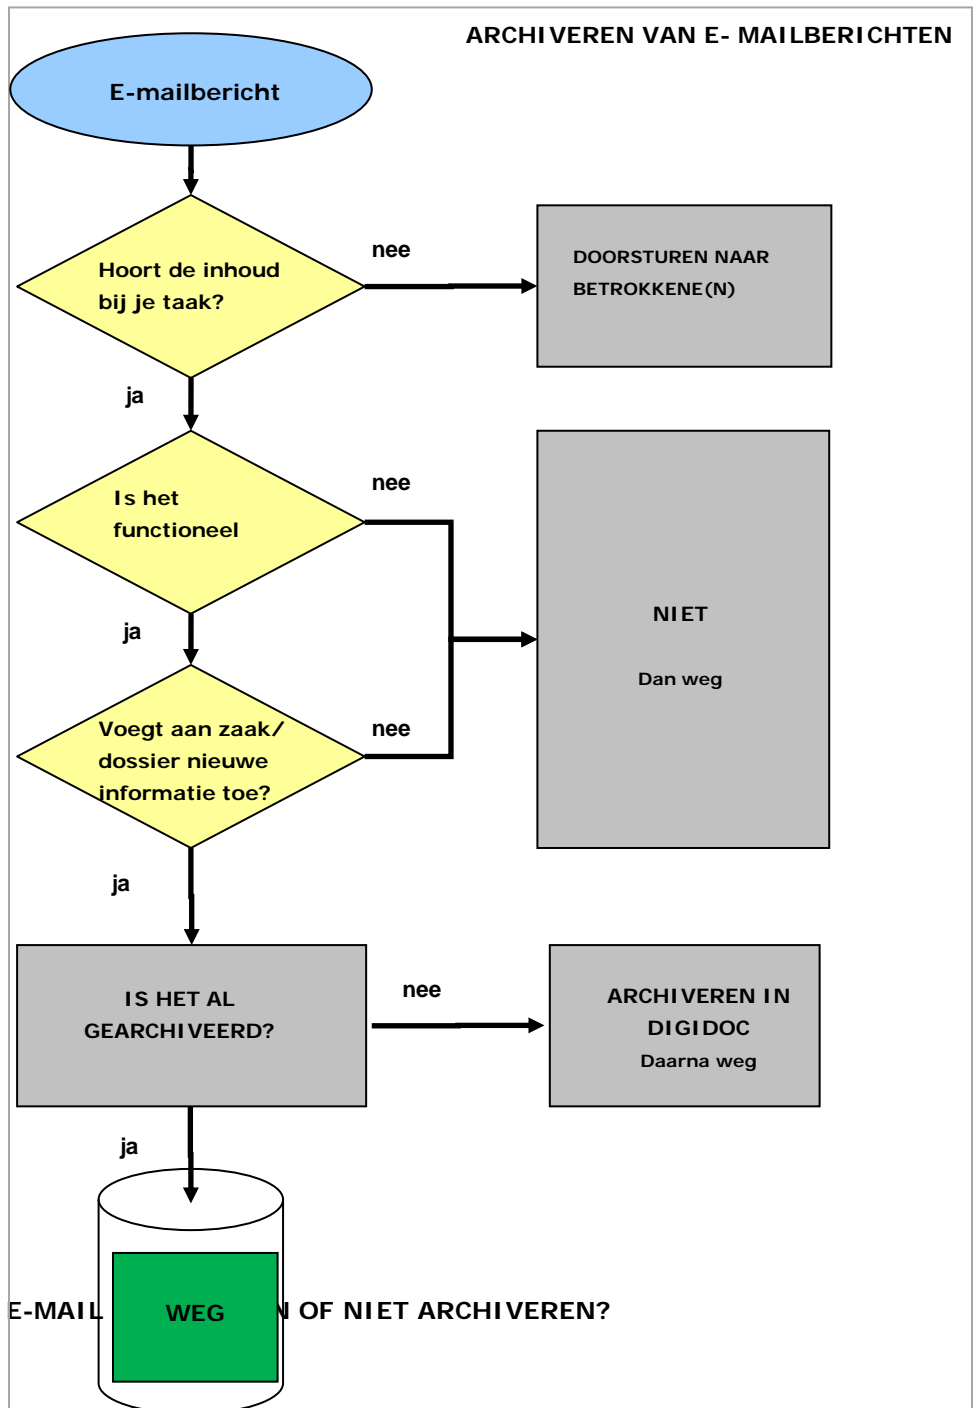 ARCHIVEREN VAN E- MAILBERICHTEN
E-mailbericht
Hoort de inhoud
bij je taak?
nee
DOORSTUREN NAAR
BETROKKENE(N)
ja
Is het
functioneel
nee
NIET
Dan weg
ja
Voegt aan zaak/
dossier nieuwe
informatie toe?
nee
ja
IS HET AL
GEARCHIVEERD?
nee
ARCHIVEREN IN
DIGIDOC
Daarna weg
ja
WEG
E-MAIL N OF NIET ARCHIVEREN?